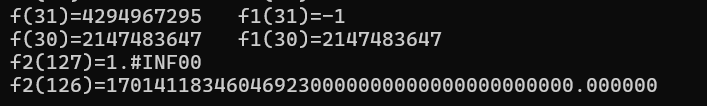 f(31)=4294967295   f1(31)=-1
f(30)=2147483647   f1(30)=2147483647
f2(127)=1.#INF00
f2(126)=170141183460469230000000000000000000000.000000